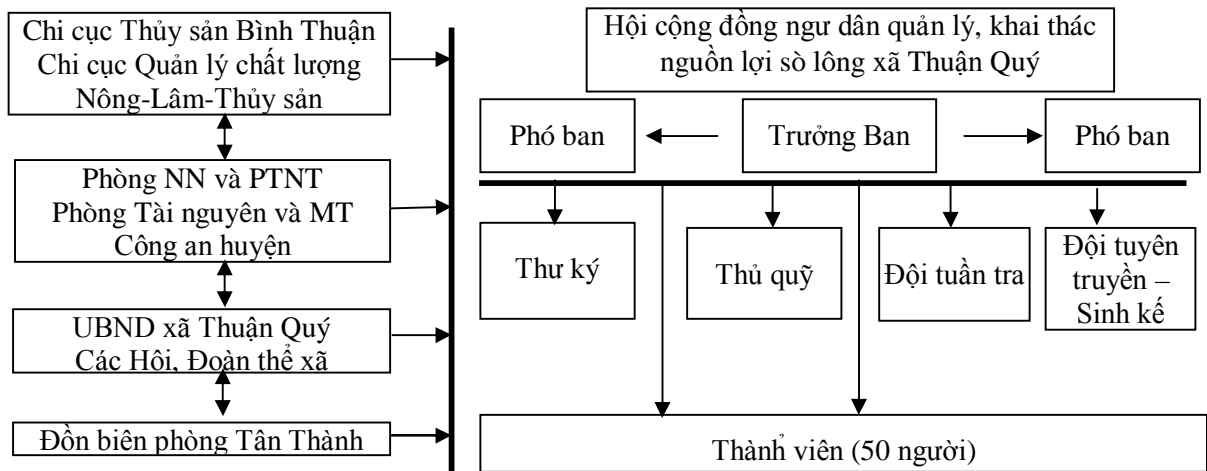 Chi cục Thủy sản Bình Thuận
Chi cục Quản lý chất lượng
Nông-Lâm-Thủy sản
Phòng NN và PTNT
Phòng Tài nguyên và MT
Công an huyện
UBND xã Thuận Quý
Các Hôi, Đoàn thể xã
Đồn biên phòng Tân Thành
Hội cộng đồng ngư dân quản lý, khai thác
nguồn lợi sò lông xã Thuận Quý
Phó ban
Trưởng Ban
Phó ban
Thư ký
Thủ quỹ
Đội tuần tra
Đội tuyên
truyền –
Sinh kế
Thành viên (50 người)